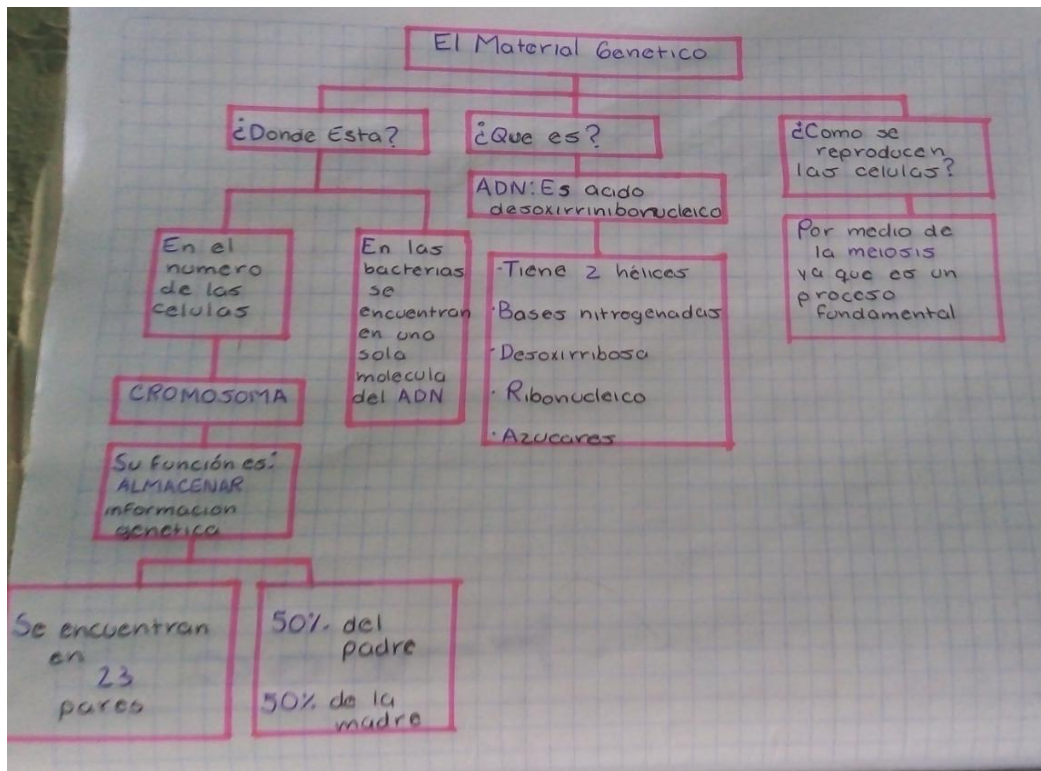 El Material Genetico
¿Donde Esta?
¿Que es?
¿Como se
reproducen
las celulas?
ADN: Es acido
desoxirriniborucleico
En el
numero
de las
celulas
En las
bacterias
se
encuentran
en una
sola
molecula
del ADN
·Tiene 2 hélices
·Bases nitrogenadas
·Desoxirribosa
·Ribonucleico
·Azucares
Por medio de
la meiosis
ya que es un
proceso
fundamental
CROMOSOMA
Su función es:
ALMACENAR
informacion
genetica
Se encuentran
en
23
pares
50% del
padre
50% de la
madre